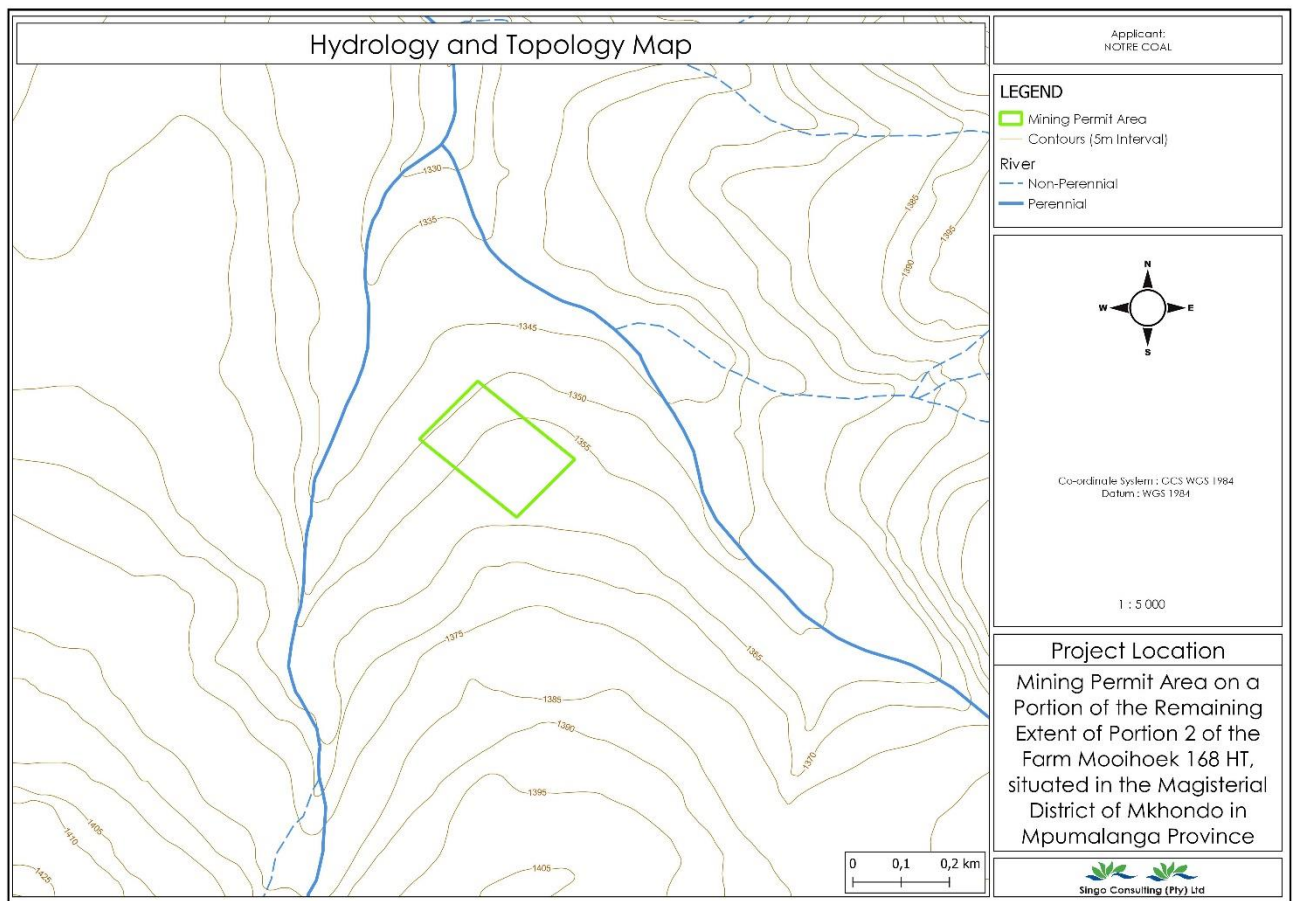 Hydrology and Topology Map
Applicant:
NOTRE COAL
LEGEND
Mining Permit Area
Contours (5m Interval)
River
Non-Perennial
Perennial
N
W
E
S
Co-ordinate System : GCS WGS 1984
Datum : WGS 1984
1 : 5 000
Project Location
Mining Permit Area on a
Portion of the Remaining
Extent of Portion 2 of the
Farm Mooihoek 168 HT,
situated in the Magisterial
District of Mkhondo in
Mpumalanga Province
Singo Consulting (Pty) Ltd
1330
1335
1385
1395
1390
1345
1350
1355
1375
1365
1385
1370
1390
1395
1405
1410
1405
1425
0 0,1 0,2 km